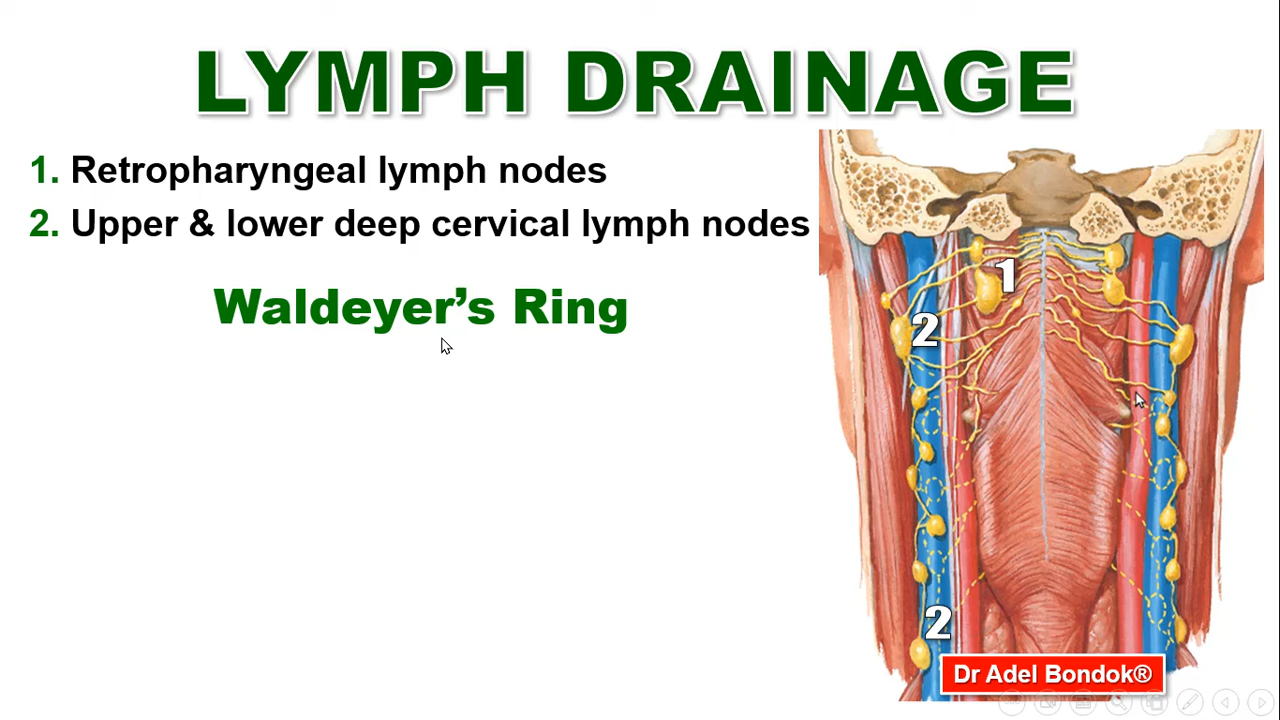 LYMPH DRAINAGE
1. Retropharyngeal lymph nodes
2. Upper & lower deep cervical lymph nodes
Waldeyer’s Ring
1
2
2
Dr Adel Bondok®